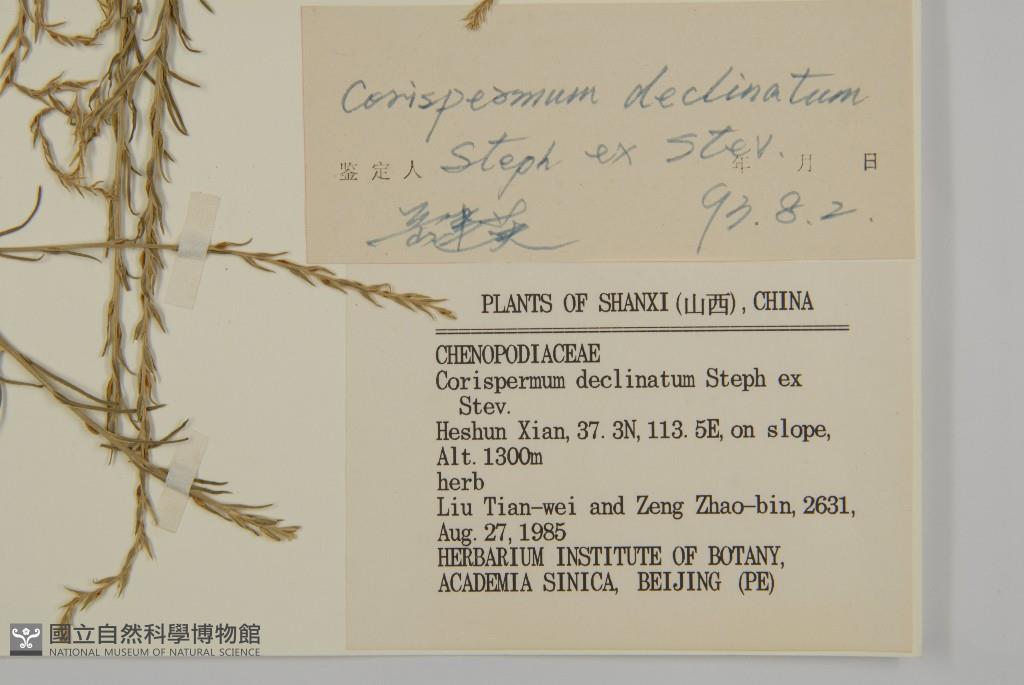 Corispermum declinatum
Steph ex Stev.
鉴定人 年 月 日
93.8.2.
PLANTS OF SHANXI (山西), CHINA
CHENOPODIACEAE
Corispermum declinatum Steph ex
Stev.
Heshun Xian, 37.3N, 113.5E, on slope,
Alt. 1300m
herb
Liu Tian-wei and Zeng Zhao-bin, 2631,
Aug. 27, 1985
HERBARIUM INSTITUTE OF BOTANY,
ACADEMIA SINICA, BEIJING (PE)
國立自然科學博物館
NATIONAL MUSEUM OF NATURAL SCIENCE